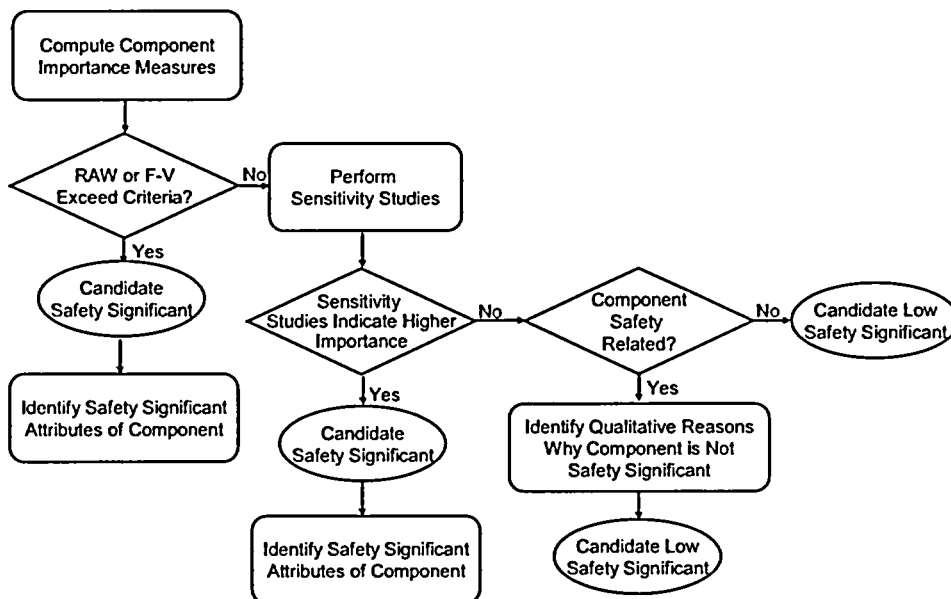 Compute Component
Importance Measures
RAW or F-V
Exceed Criteria?
No
Perform
Sensitivity Studies
Yes
Candidate
Safety Significant
Identify Safety Significant
Attributes of Component
Sensitivity
Studies Indicate Higher
Importance
No
Component
Safety
Related?
No
Candidate Low
Safety Significant
Yes
Candidate
Safety Significant
Identify Safety Significant
Attributes of Component
Yes
Identify Qualitative Reasons
Why Component is Not
Safety Significant
Candidate Low
Safety Significant